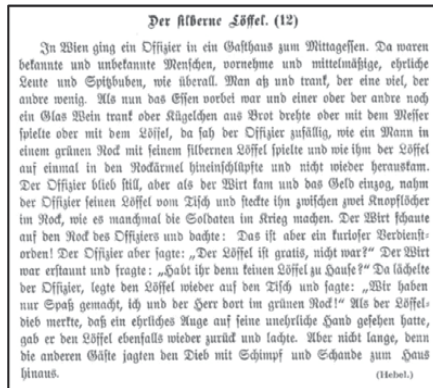 Der silberne Löffel. (12)
In Wien ging ein Offizier in ein Gasthaus zum Mittagessen. Da waren
bekannte und unbekannte Menschen, vornehme und mittelmäßige, ehrliche
Leute und Spitzbuben, wie überall. Man aß und trank, der eine viel, der
andre wenig. Als nun das Essen vorbei war und einer oder der andre noch
ein Glas Wein trank oder Kügelchen aus Brot drehte oder mit dem Messer
spielte oder mit dem Löffel, da sah der Offizier zufällig, wie ein Mann in
einem grünen Rock mit seinem silbernen Löffel spielte und wie ihm der Löffel
auf einmal in den Rockärmel hineinschlüpfte und nicht wieder herauskam.
Der Offizier blieb still, aber als der Wirt kam und das Geld einzog, nahm
der Offizier seinen Löffel vom Tisch und steckte ihn zwischen zwei Knopflöcher
im Rock, wie es manchmal die Soldaten im Krieg machen. Der Wirt schaute
auf den Rock des Offiziers und dachte: Das ist aber ein kurioser Verdienst-
orden! Der Offizier aber sagte: „Der Löffel ist gratis, nicht war?“ Der Wirt
war erstaunt und fragte: „Habt ihr denn keinen Löffel zu Hause?“ Da lächelte
der Offizier, legte den Löffel wieder auf den Tisch und sagte: „Wir haben
nur Spaß gemacht, ich und der Herr dort im grünen Rock!“ Als der Löffel-
dieb merkte, daß ein ehrliches Auge auf seine unehrliche Hand gesehen hatte,
gab er den Löffel ebenfalls wieder zurück und lachte. Aber nicht lange, denn
die anderen Gäste jagten den Dieb mit Schimpf und Schande zum Haus
hinaus. (Hebel.)